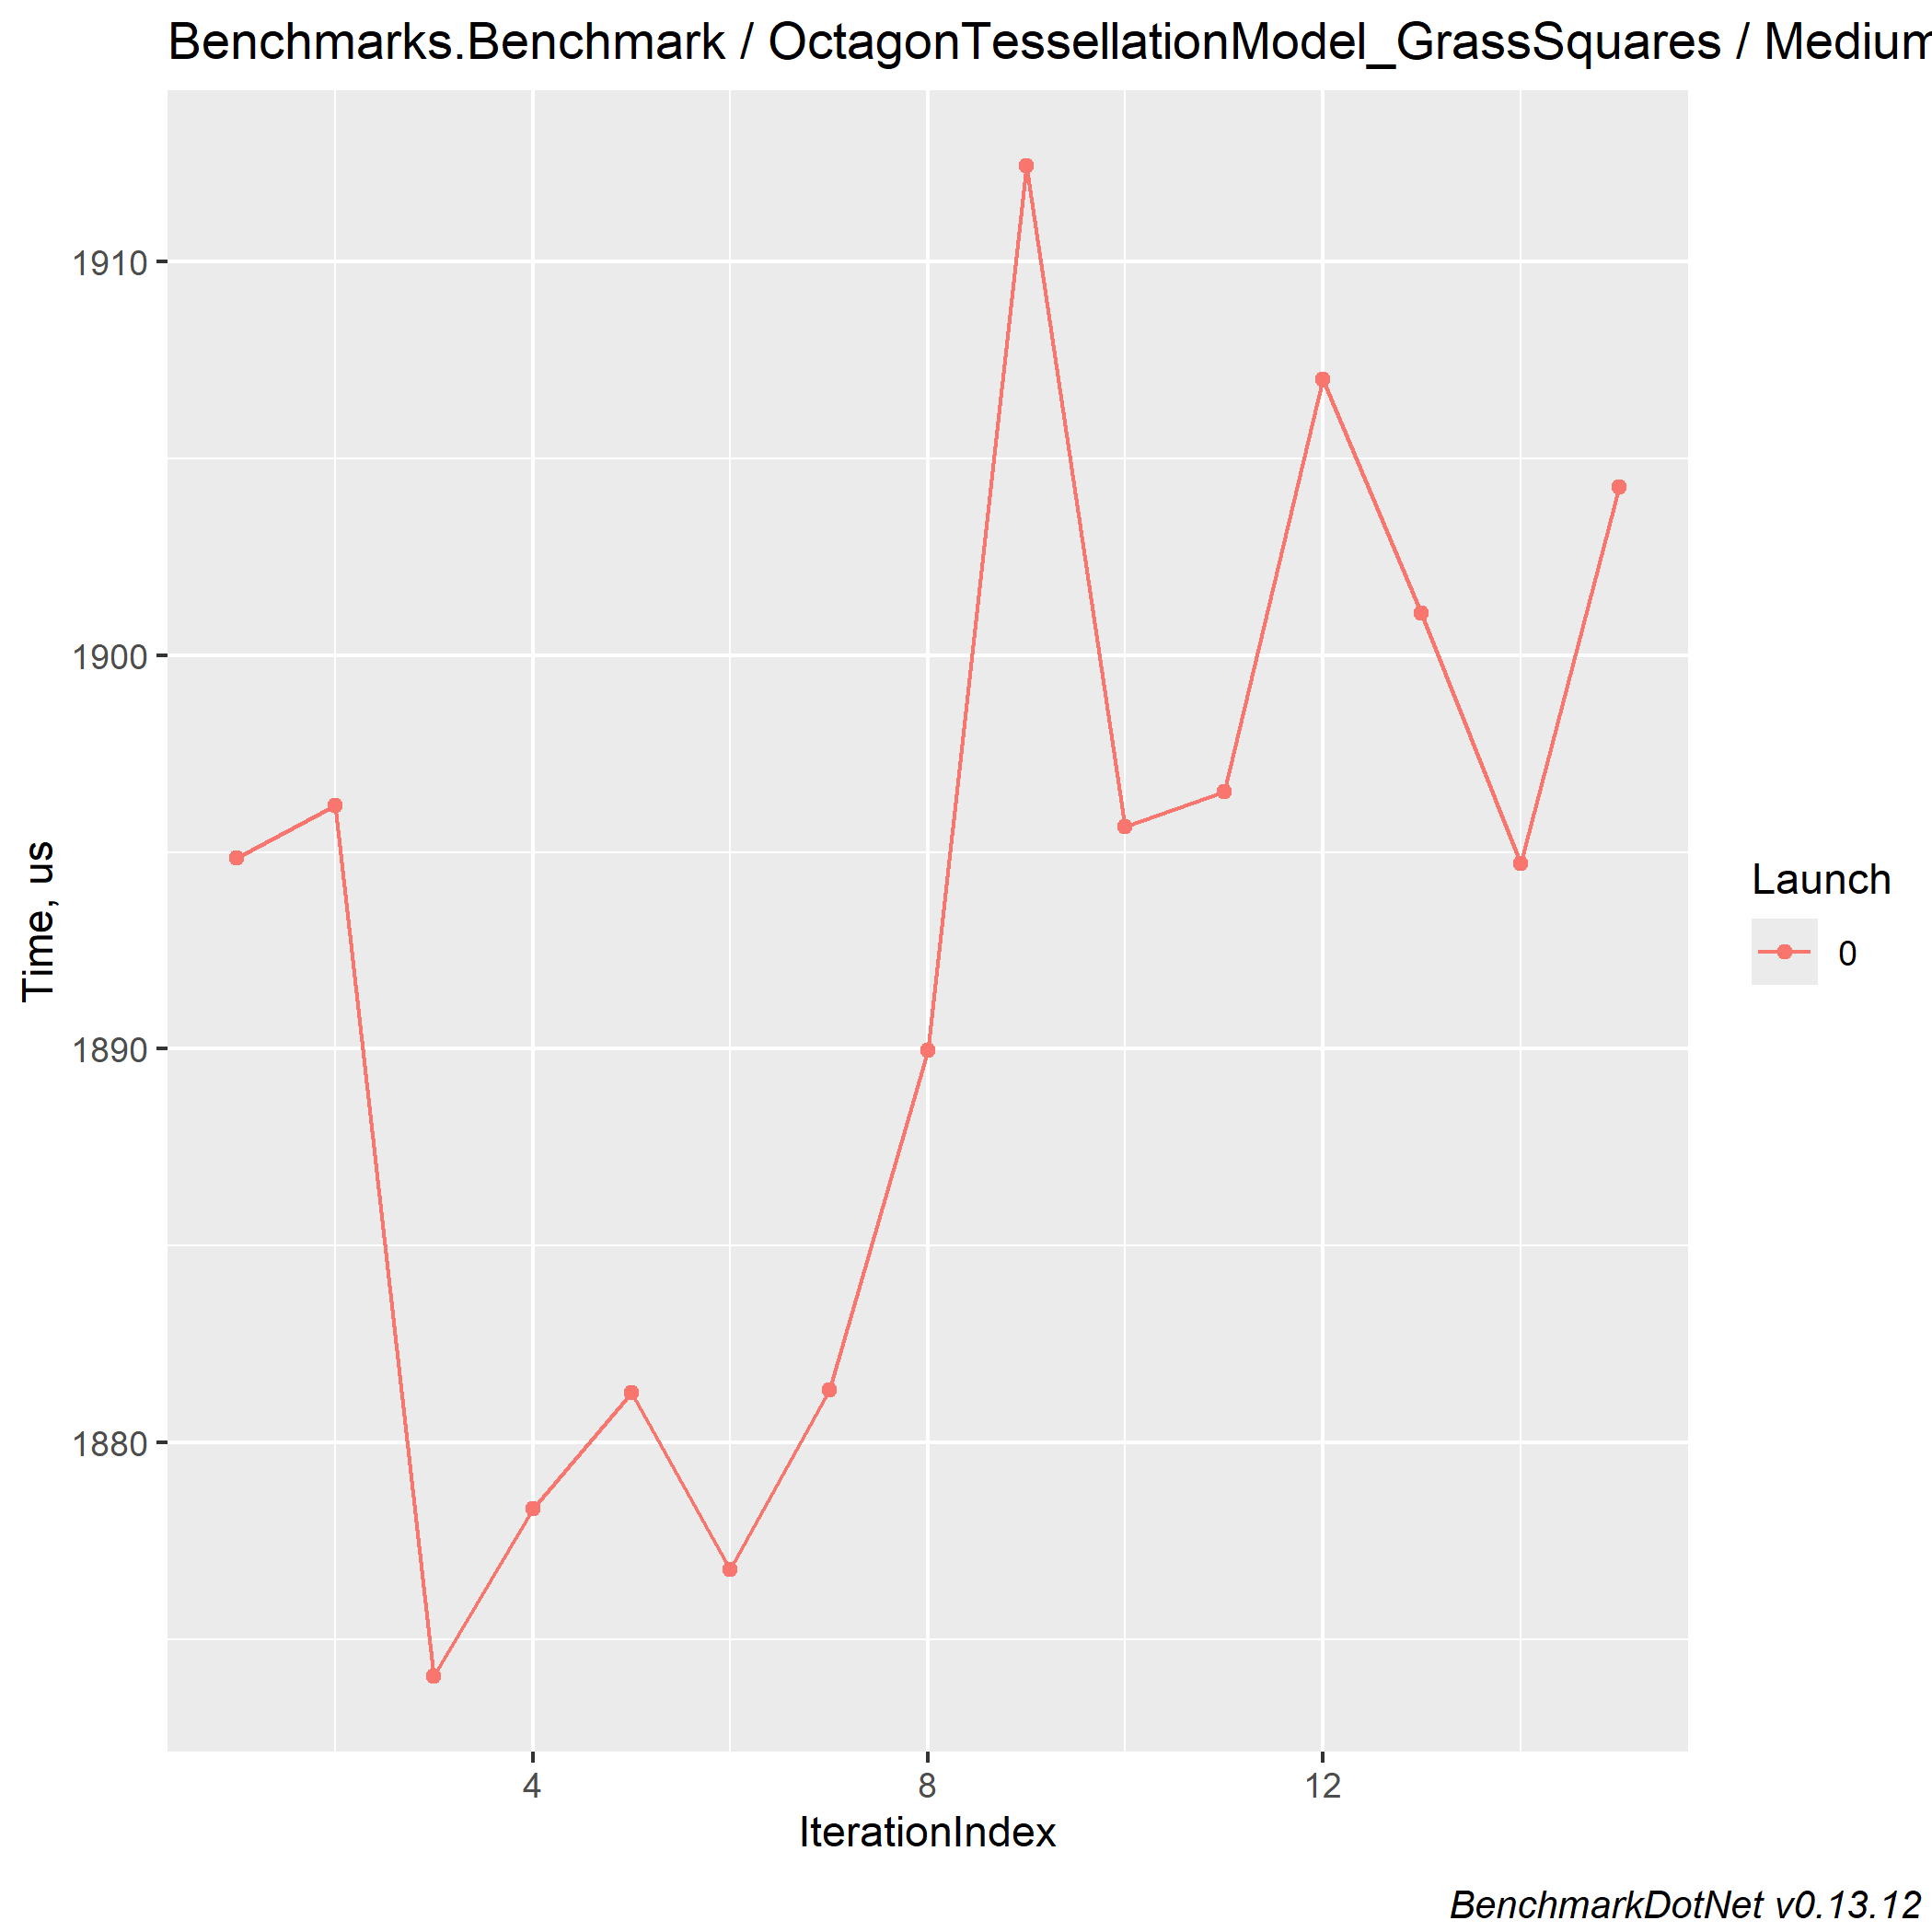 Benchmarks.Benchmark / OctagonTessellationModel_GrassSquares / Medium
1910
1900
1890
1880
Time, us
4 8 12
IterationIndex
Launch
0
BenchmarkDotNet v0.13.12